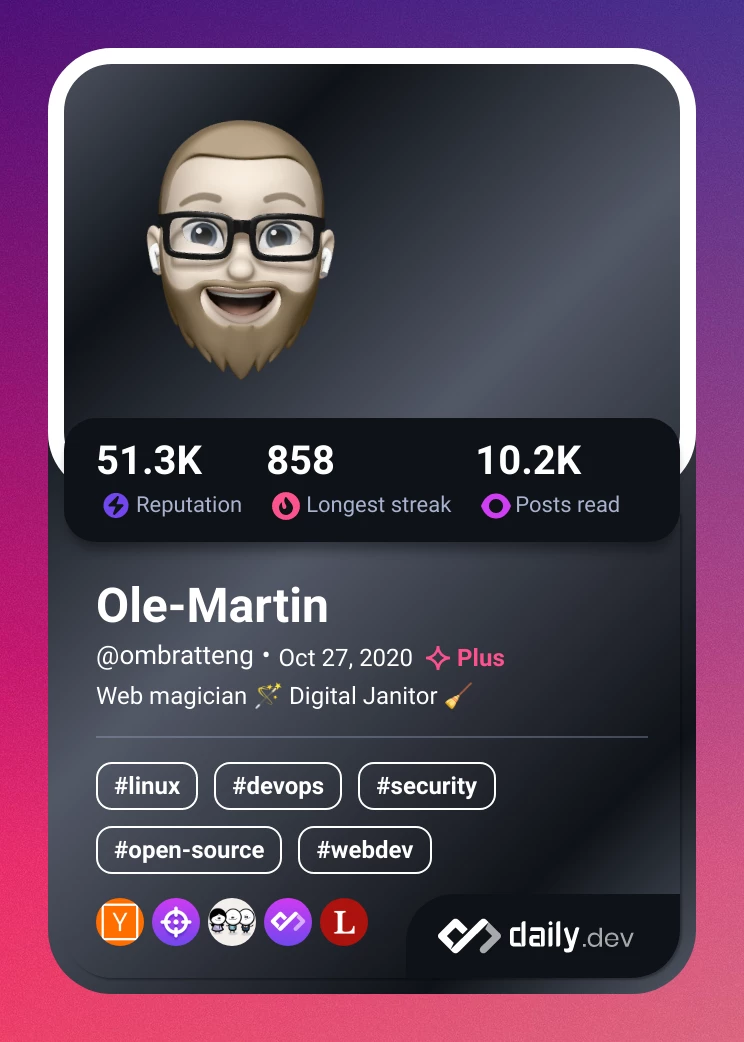 51.3K 858 10.2K
Reputation Longest streak Posts read
Ole-Martin
@ombratteng • Oct 27, 2020 Plus
Web magician 🪄 Digital Janitor 🧹
#linux #devops #security
#open-source #webdev
Y L daily.dev